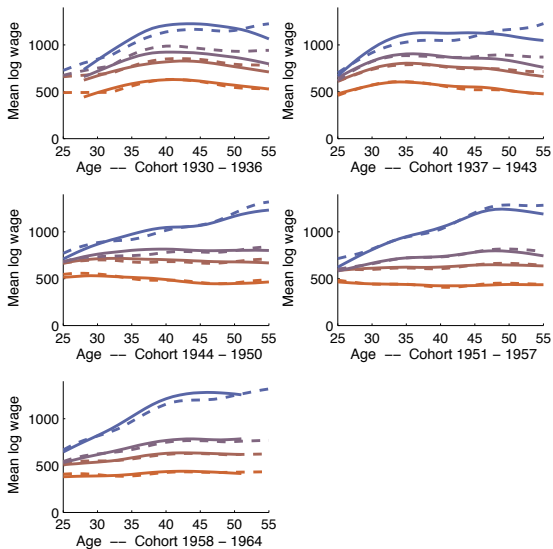 Mean log wage
1000
500
0
25 30 35 40 45 50 55
Age −− Cohort 1930 − 1936
Mean log wage
1000
500
0
25 30 35 40 45 50 55
Age −− Cohort 1937 − 1943
Mean log wage
1000
500
0
25 30 35 40 45 50 55
Age −− Cohort 1944 − 1950
Mean log wage
1000
500
0
25 30 35 40 45 50 55
Age −− Cohort 1951 − 1957
Mean log wage
1000
500
0
25 30 35 40 45 50 55
Age −− Cohort 1958 − 1964